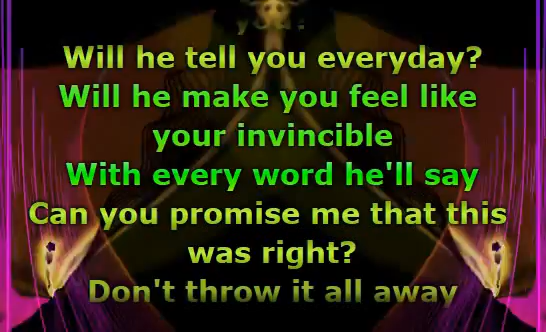 you?
Will he tell you everyday?
Will he make you feel like
your invincible
With every word he'll say
Can you promise me that this
was right?
Don't throw it all away